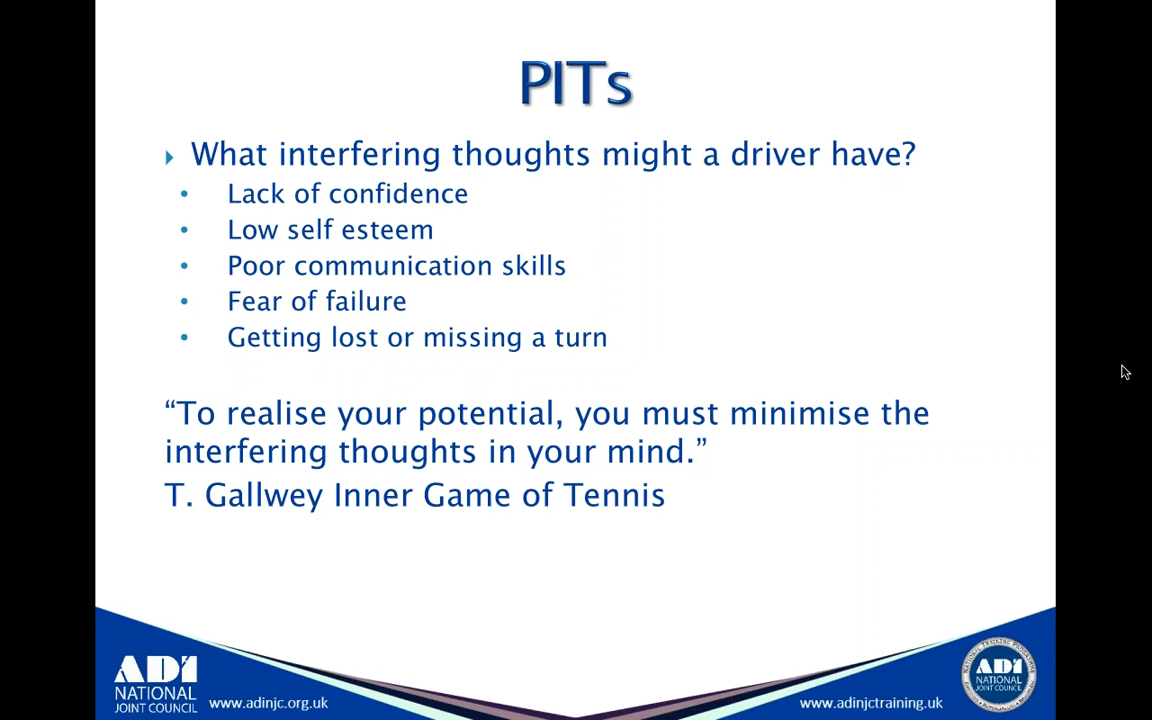 PITs
What interfering thoughts might a driver have?
• Lack of confidence
• Low self esteem
• Poor communication skills
• Fear of failure
• Getting lost or missing a turn
“To realise your potential, you must minimise the
interfering thoughts in your mind.”
T. Gallwey Inner Game of Tennis
ADI
NATIONAL
JOINT COUNCIL
www.adinjc.org.uk
www.adinjctraining.uk
ADI
NATIONAL
JOINT COUNCIL